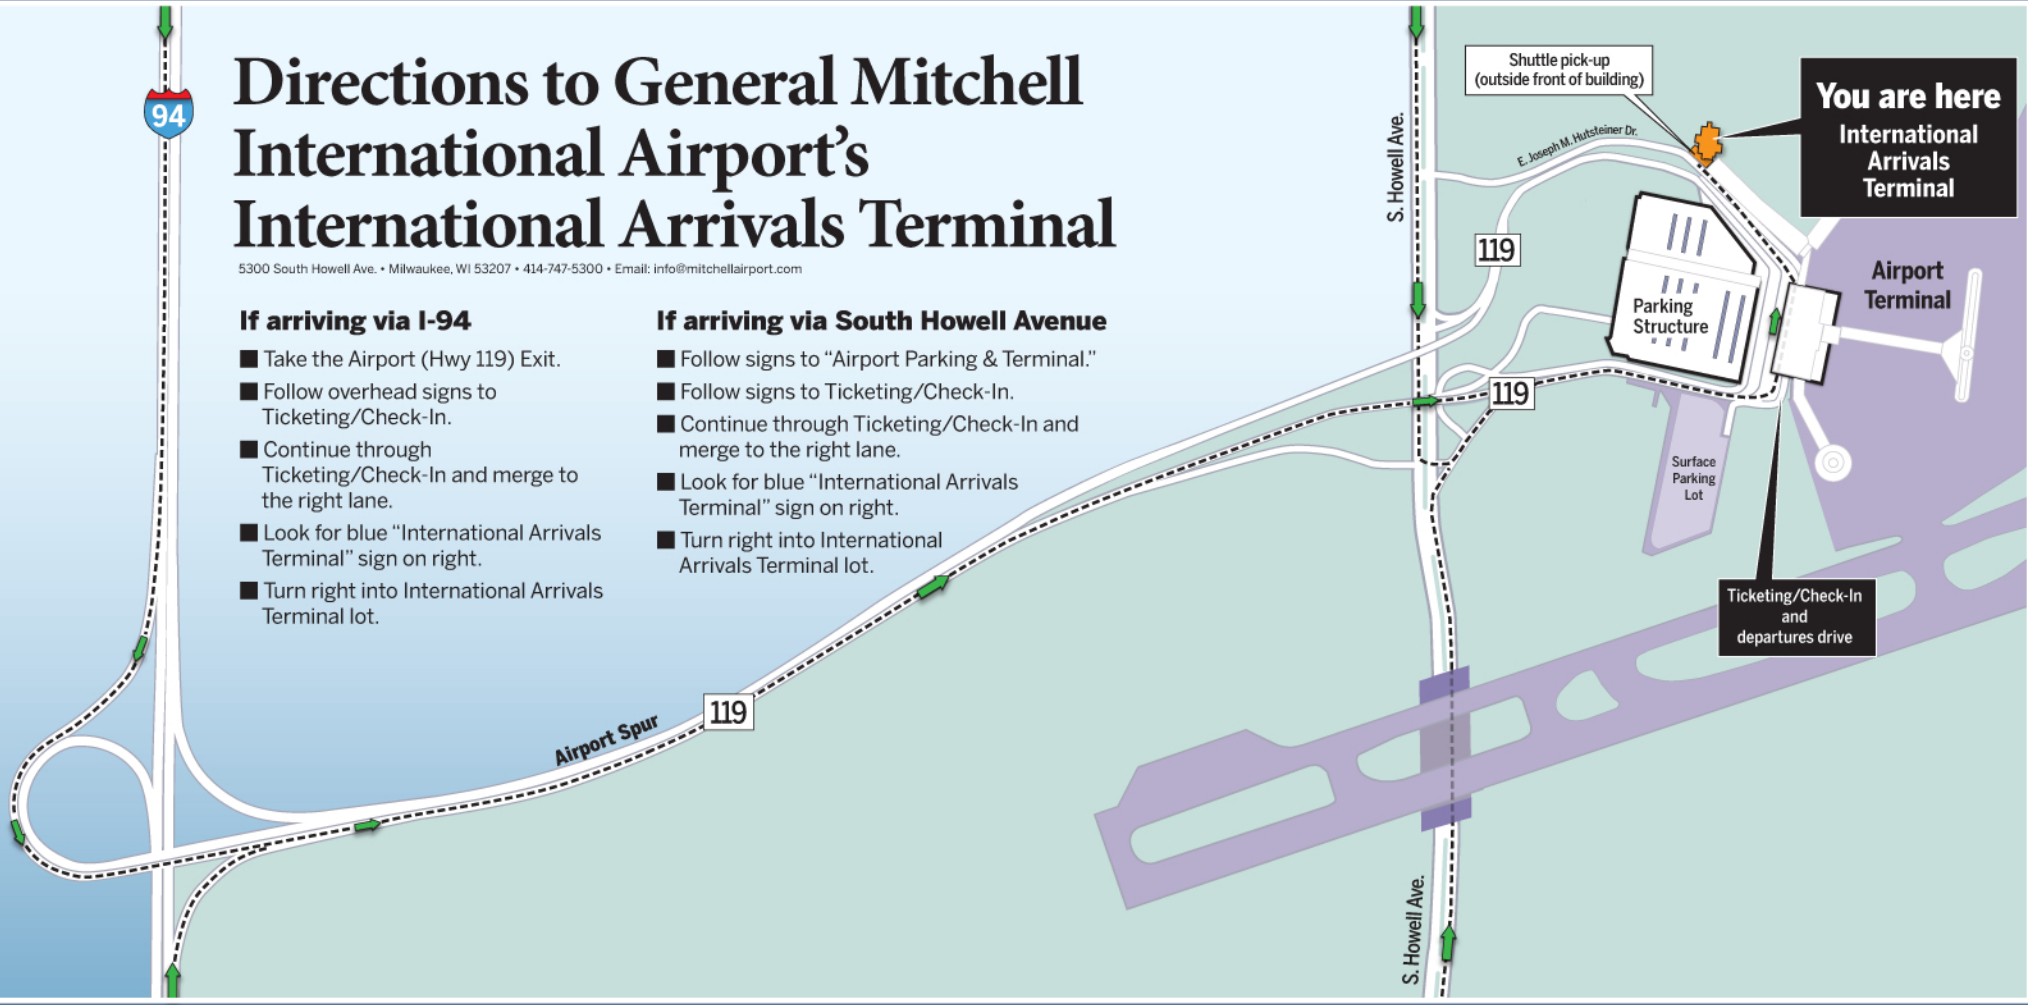 Directions to General Mitchell
International Airport's
International Arrivals Terminal
5300 South Howell Ave. • Milwaukee, WI 53207 • 414-747-5300 • Email: info@mitchellairport.com
If arriving via I-94
■ Take the Airport (Hwy 119) Exit.
■ Follow overhead signs to
Ticketing/Check-In.
■ Continue through
Ticketing/Check-In and merge to
the right lane.
■ Look for blue “International Arrivals
Terminal” sign on right.
■ Turn right into International Arrivals
Terminal lot.
If arriving via South Howell Avenue
■ Follow signs to “Airport Parking & Terminal.”
■ Follow signs to Ticketing/Check-In.
■ Continue through Ticketing/Check-In and
merge to the right lane.
■ Look for blue “International Arrivals
Terminal” sign on right.
■ Turn right into International
Arrivals Terminal lot.
94
Airport Spur
119
S. Howell Ave.
Shuttle pick-up
(outside front of building)
E. Joseph M. Hutsteiner Dr.
You are here
International
Arrivals
Terminal
119
Parking
Structure
Airport
Terminal
119
Surface
Parking
Lot
Ticketing/Check-In
and
departures drive
S. Howell Ave.